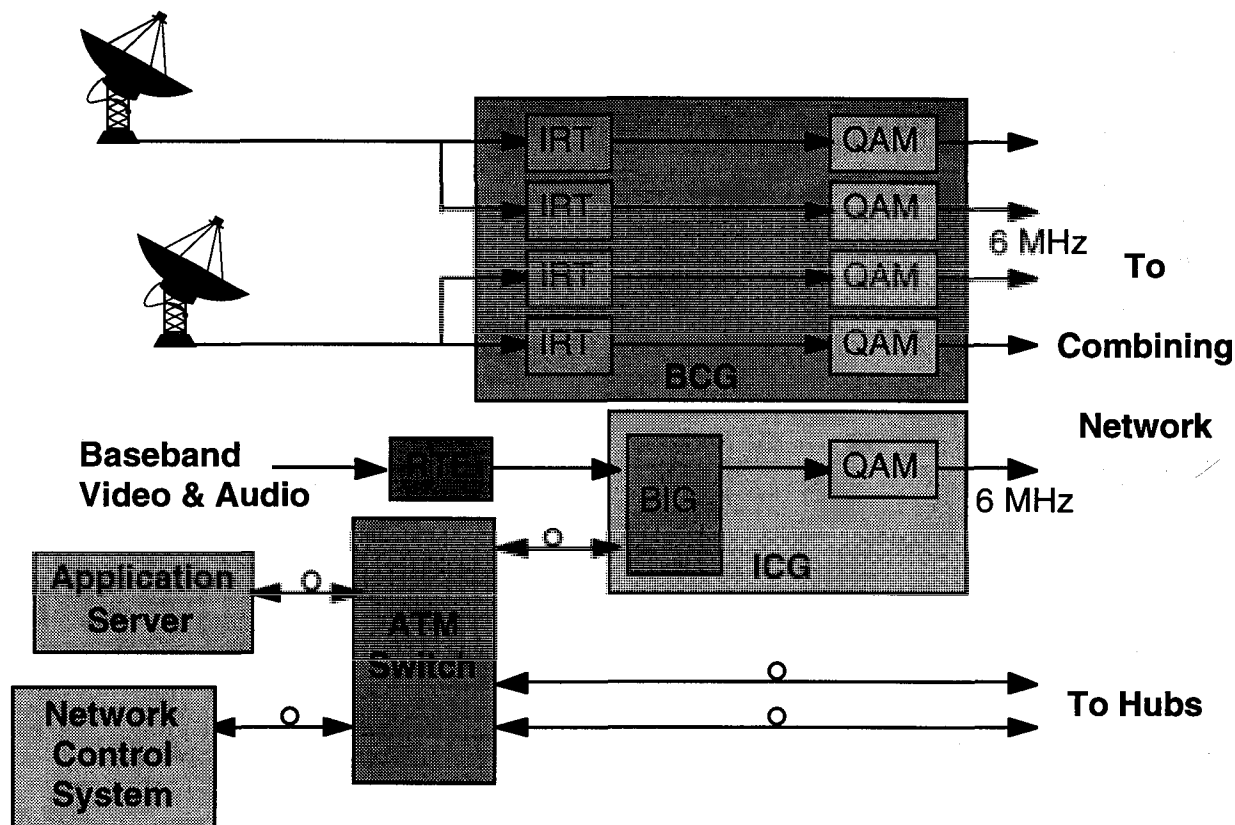 IRT
QAM
IRT
QAM
6 MHz
IRT
QAM
To
IRT
QAM
Combining
BCG
Network
Baseband
Video & Audio
RTE
QAM
BIG
6 MHz
ICG
Application
Server
ATM
Switch
Network
Control
System
To Hubs